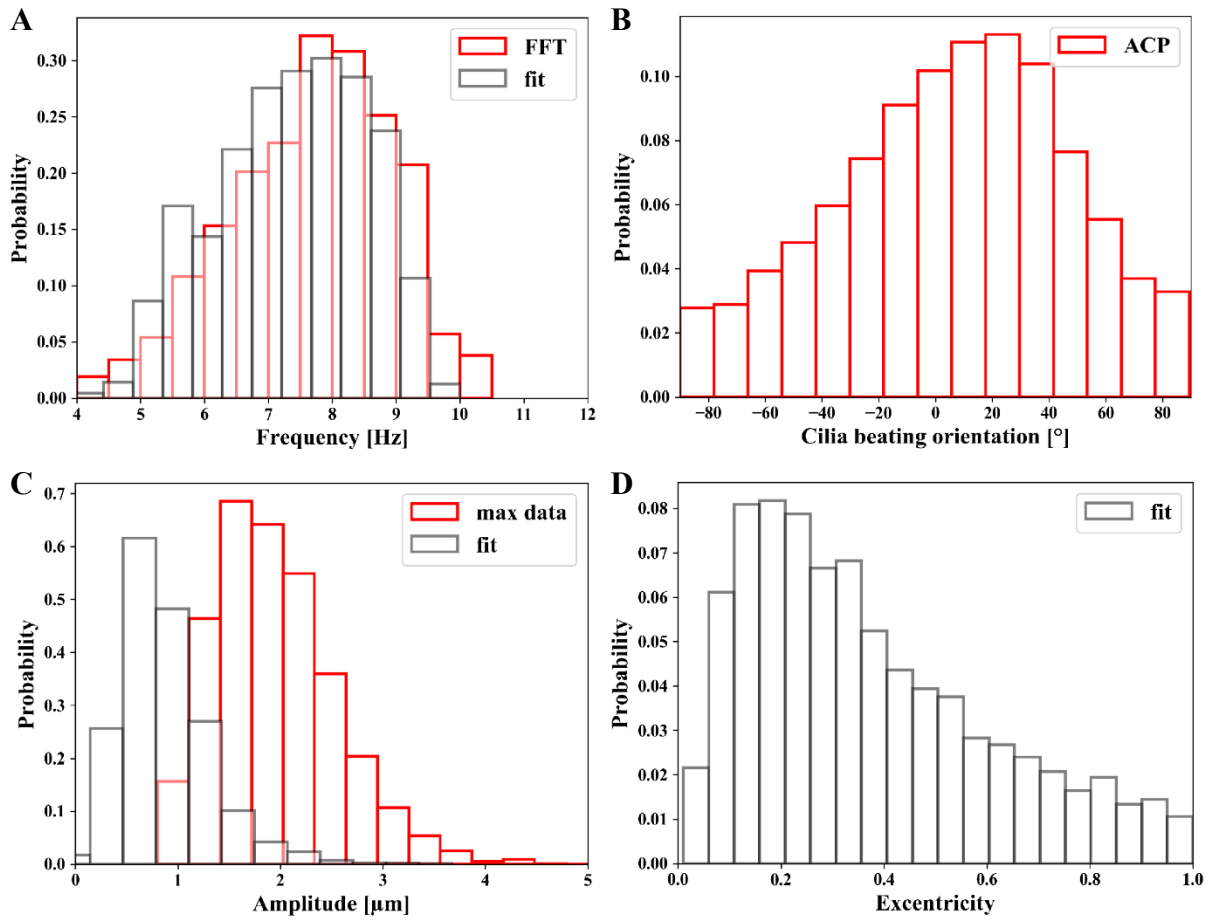 A
FFT
fit
0.30
0.25
0.20
0.15
0.10
0.05
0.00
Probability
4 5 6 7 8 9 10 11 12
Frequency [Hz]
B
ACP
0.10
0.08
0.06
0.04
0.02
0.00
Probability
−80 −60 −40 −20 0 20 40 60 80
Cilia beating orientation [°]
C
max data
fit
0.7
0.6
0.5
0.4
0.3
0.2
0.1
0.0
Probability
0 1 2 3 4 5
Amplitude [µm]
D
fit
0.08
0.07
0.06
0.05
0.04
0.03
0.02
0.01
0.00
Probability
0.0 0.2 0.4 0.6 0.8 1.0
Excentricity